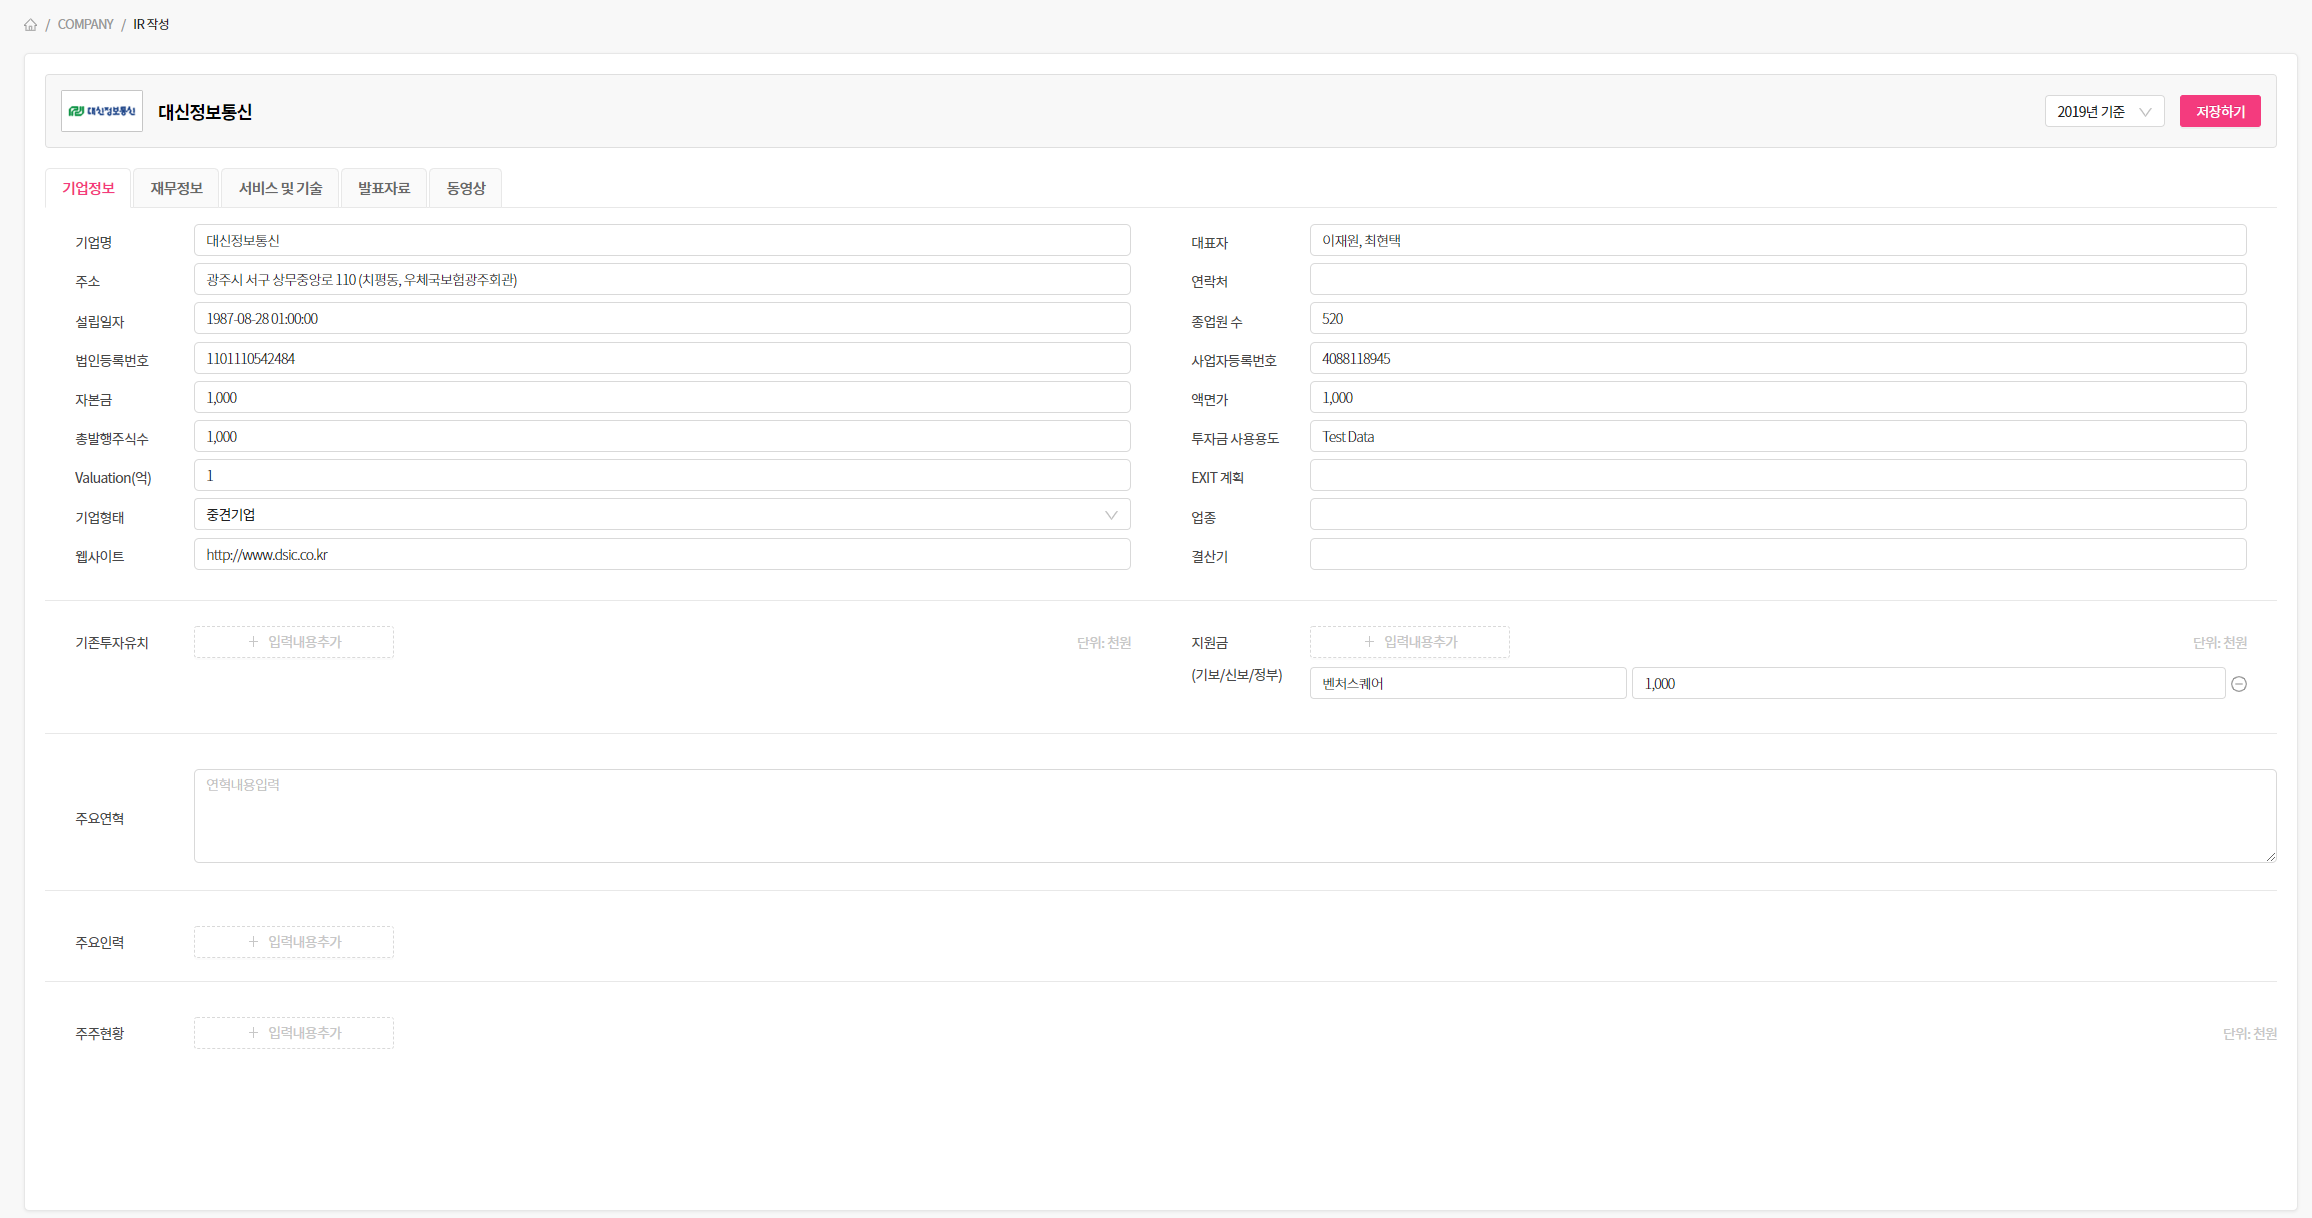 / COMPANY / IR 작성
대신정보통신 대신정보통신 2019년 기준 저장하기
기업정보 재무정보 서비스 및 기술 발표자료 동영상
기업명 대신정보통신 대표자 이재원, 최현택
주소 광주시 서구 상무중앙로 110 (치평동, 우체국보험광주회관) 연락처
설립일자 1987-08-28 01:00:00 종업원 수 520
법인등록번호 1101110542484 사업자등록번호 4088118945
자본금 1,000 액면가 1,000
총발행주식수 1,000 투자금 사용용도 Test Data
Valuation(억) 1 EXIT 계획
기업형태 중견기업 업종
웹사이트 http://www.dsic.co.kr 결산기
기존투자유치 + 입력내용추가 단위: 천원 지원금 + 입력내용추가 단위: 천원
(기보/신보/정부) 벤처스퀘어 1,000
연혁내용입력
주요연혁
주요인력 + 입력내용추가
주주현황 + 입력내용추가 단위: 천원